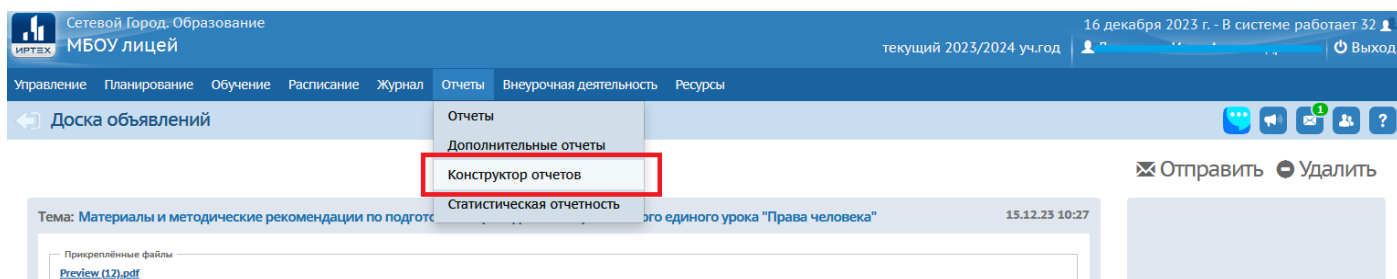 Сетевой Город. Образование
16 декабря 2023 г. - В системе работает 32
ИРТЕХ
МБОУ лицей
текущий 2023/2024 уч.год
Выход
Управление Планирование Обучение Расписание Журнал Отчеты Внеурочная деятельность Ресурсы
Доска объявлений
1
?
Отчеты
Дополнительные отчеты
Конструктор отчетов
Статистическая отчетность
Отправить Удалить
Тема: Материалы и методические рекомендации по подгото ого единого урока "Права человека" 15.12.23 10:27
Прикреплённые файлы
Preview (12).pdf